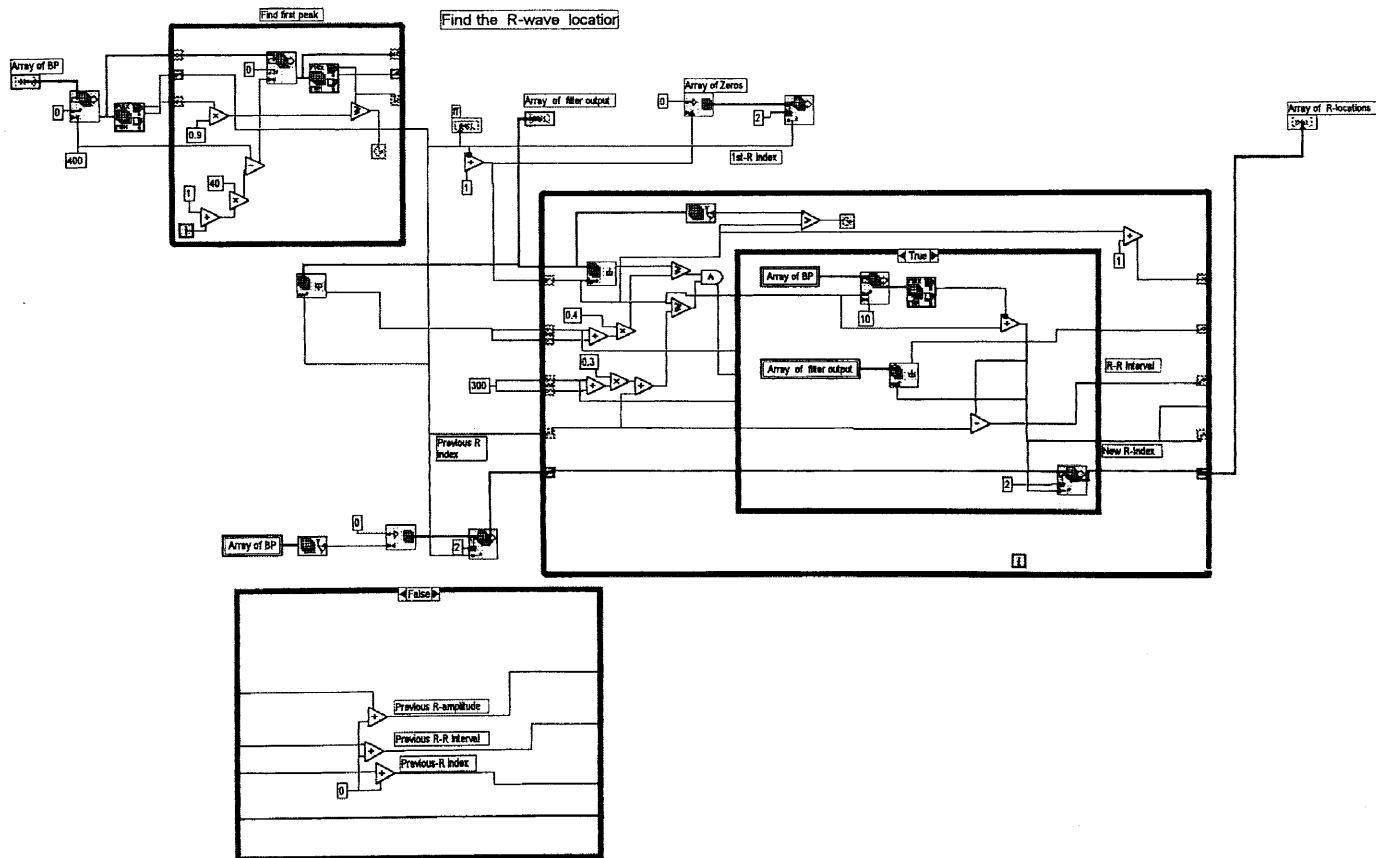 Find first peak
Find the R-wave location
Array of BP
0
0
0.9
400
40
1
Array of filter output
1
Array of Zeros
0
2
1st-R Index
Array of R-locations
True
1
Array of BP
10
0.4
0.3
300
Array of filter output
R-R Interval
Previous R
Index
New R-Index
2
0
Array of BP
2
i
False
Previous R-amplitude
Previous R-R Interval
Previous-R Index
0